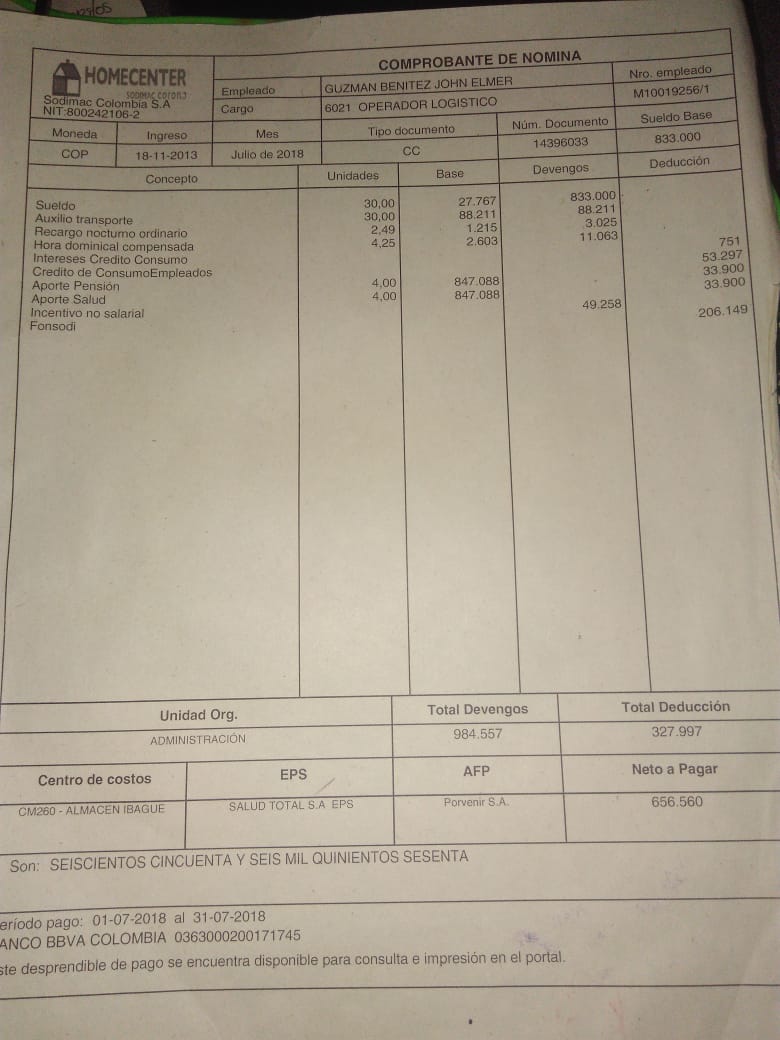 29/05
HOMECENTER
SODIMAC corona
Sodimac Colombia S.A
NIT:800242106-2
COMPROBANTE DE NOMINA
Empleado GUZMAN BENITEZ JOHN ELMER Nro. empleado
Cargo 6021 OPERADOR LOGISTICO M10019256/1
Moneda Ingreso Mes Tipo documento Núm. Documento Sueldo Base
COP 18-11-2013 Julio de 2018 CC 14396033 833.000
Concepto Unidades Base Devengos Deducción
Sueldo 30,00 27.767 833.000
Auxilio transporte 30,00 88.211 88.211
Recargo nocturno ordinario 2,49 1.215 3.025
Hora dominical compensada 4,25 2.603 11.063
Intereses Credito Consumo 751
Credito de ConsumoEmpleados 53.297
Aporte Pensión 4,00 847.088 33.900
Aporte Salud 4,00 847.088 33.900
Incentivo no salarial 49.258
Fonsodi 206.149
Unidad Org. Total Devengos Total Deducción
ADMINISTRACIÓN 984.557 327.997
Centro de costos EPS AFP Neto a Pagar
CM260 - ALMACEN IBAGUE SALUD TOTAL S.A EPS Porvenir S.A. 656.560
Son: SEISCIENTOS CINCUENTA Y SEIS MIL QUINIENTOS SESENTA
eríodo pago: 01-07-2018 al 31-07-2018
ANCO BBVA COLOMBIA 0363000200171745
ste desprendible de pago se encuentra disponible para consulta e impresión en el portal.